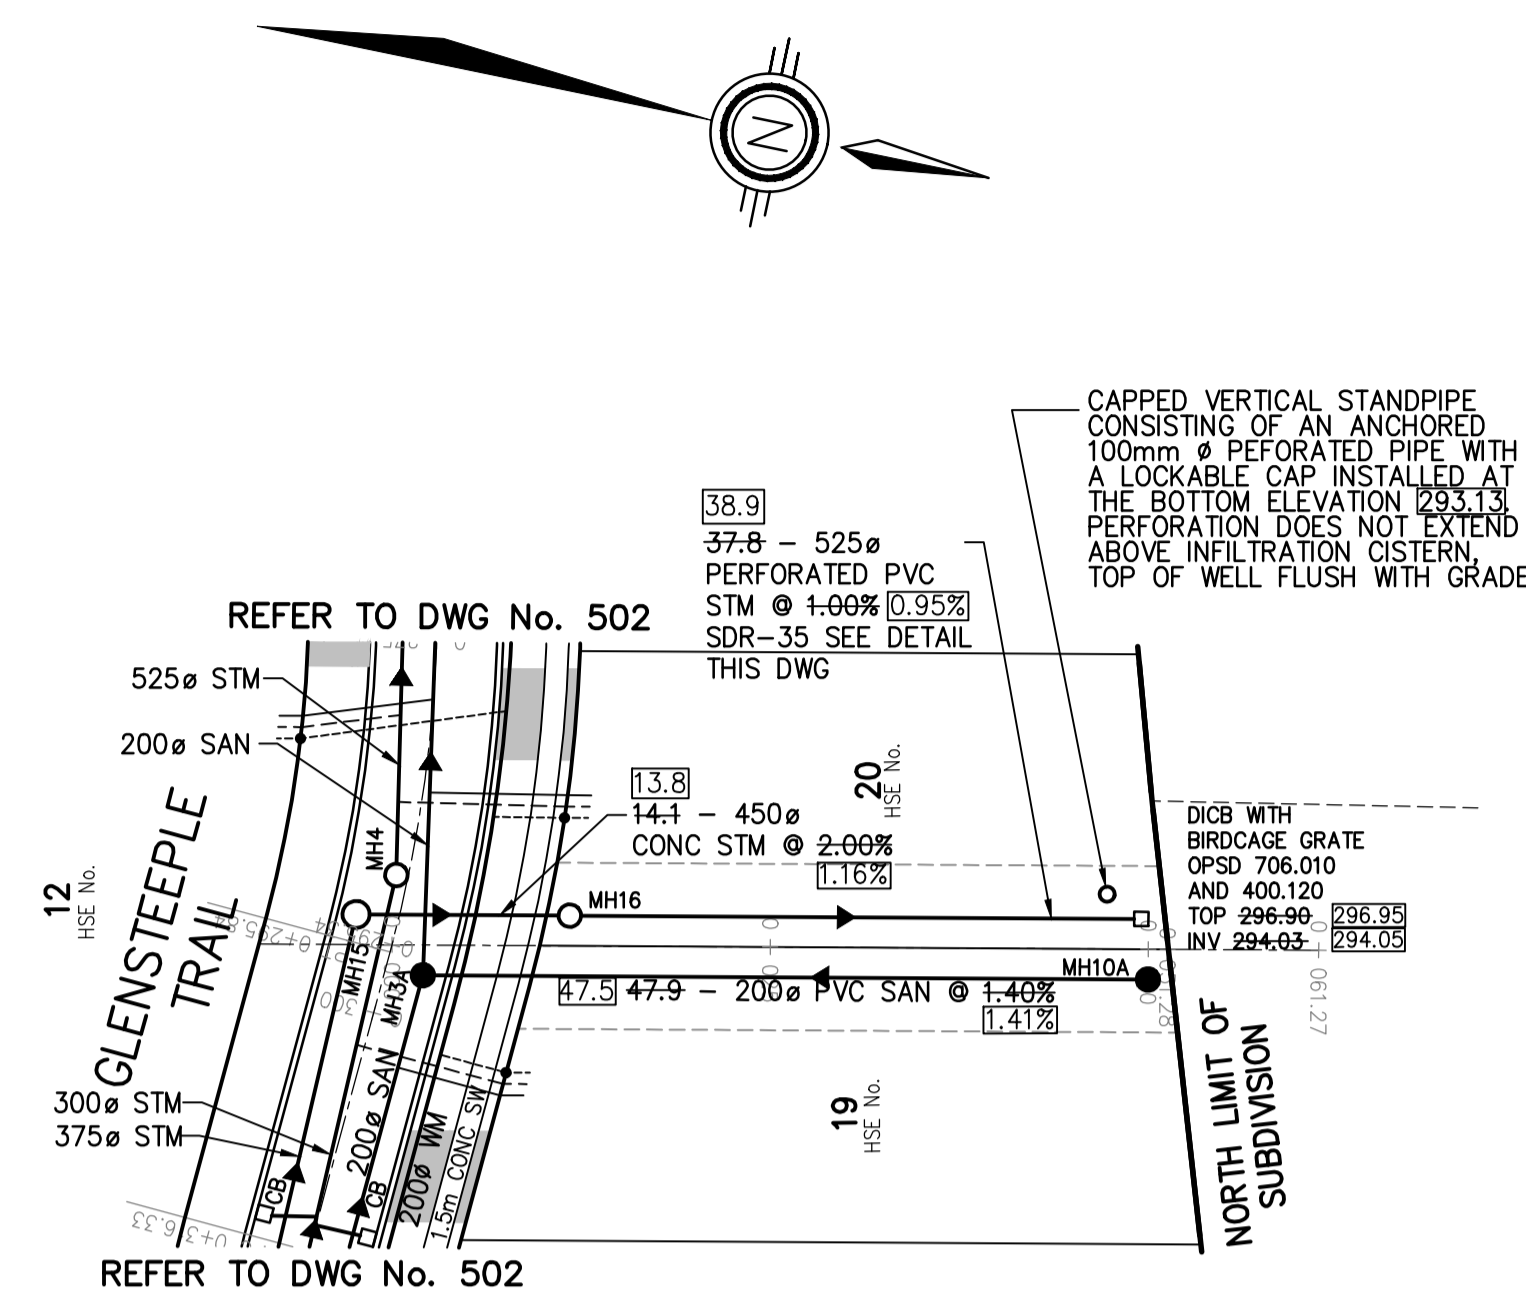 N
CAPPED VERTICAL STANDPIPE
CONSISTING OF AN ANCHORED
100mm ø PEFORATED PIPE WITH
A LOCKABLE CAP INSTALLED AT
THE BOTTOM ELEVATION 293.13.
PERFORATION DOES NOT EXTEND
ABOVE INFILTRATION CISTERN,
TOP OF WELL FLUSH WITH GRADE
38.9
37.8 - 525ø
PERFORATED PVC
STM @ 1.00% 0.95%
SDR-35 SEE DETAIL
THIS DWG
REFER TO DWG No. 502
525ø STM
200ø SAN
13.8
14.1 - 450ø
CONC STM @ 2.00%
1.16%
20
HSE No.
DICB WITH
BIRDCAGE GRATE
OPSD 706.010
AND 400.120
TOP 296.90 296.95
INV 294.03 294.05
12
HSE No.
GLENSTEEPLE
TRAIL
MH4
MH16
MH15
MH3A
MH10A
47.5 47.9 - 200ø PVC SAN @ 1.40%
1.41%
0 + 061.27
19
HSE No.
NORTH LIMIT OF
SUBDIVISION
300ø STM
375ø STM
200ø SAN
200ø WM
1.5m CONC SW
CB
CB
0+316.33
REFER TO DWG No. 502